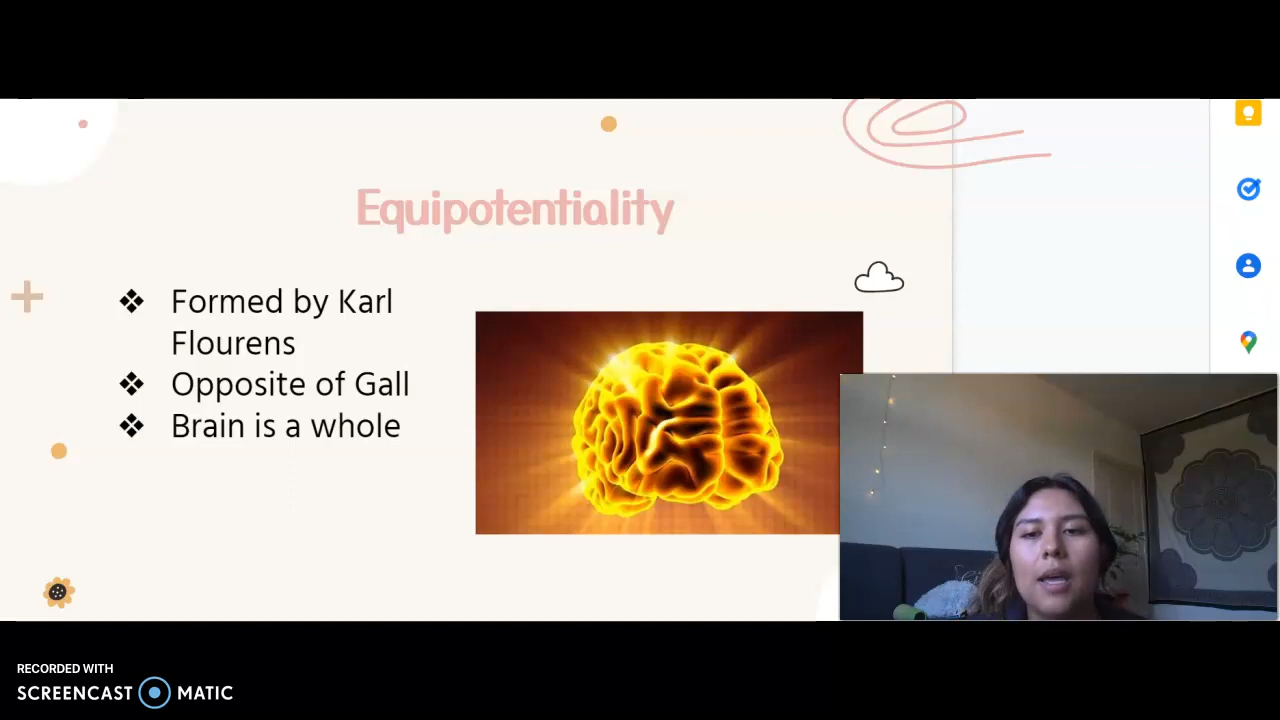 Equipotentiality
❖ Formed by Karl
Flourens
❖ Opposite of Gall
❖ Brain is a whole
RECORDED WITH
SCREENCAST MATIC